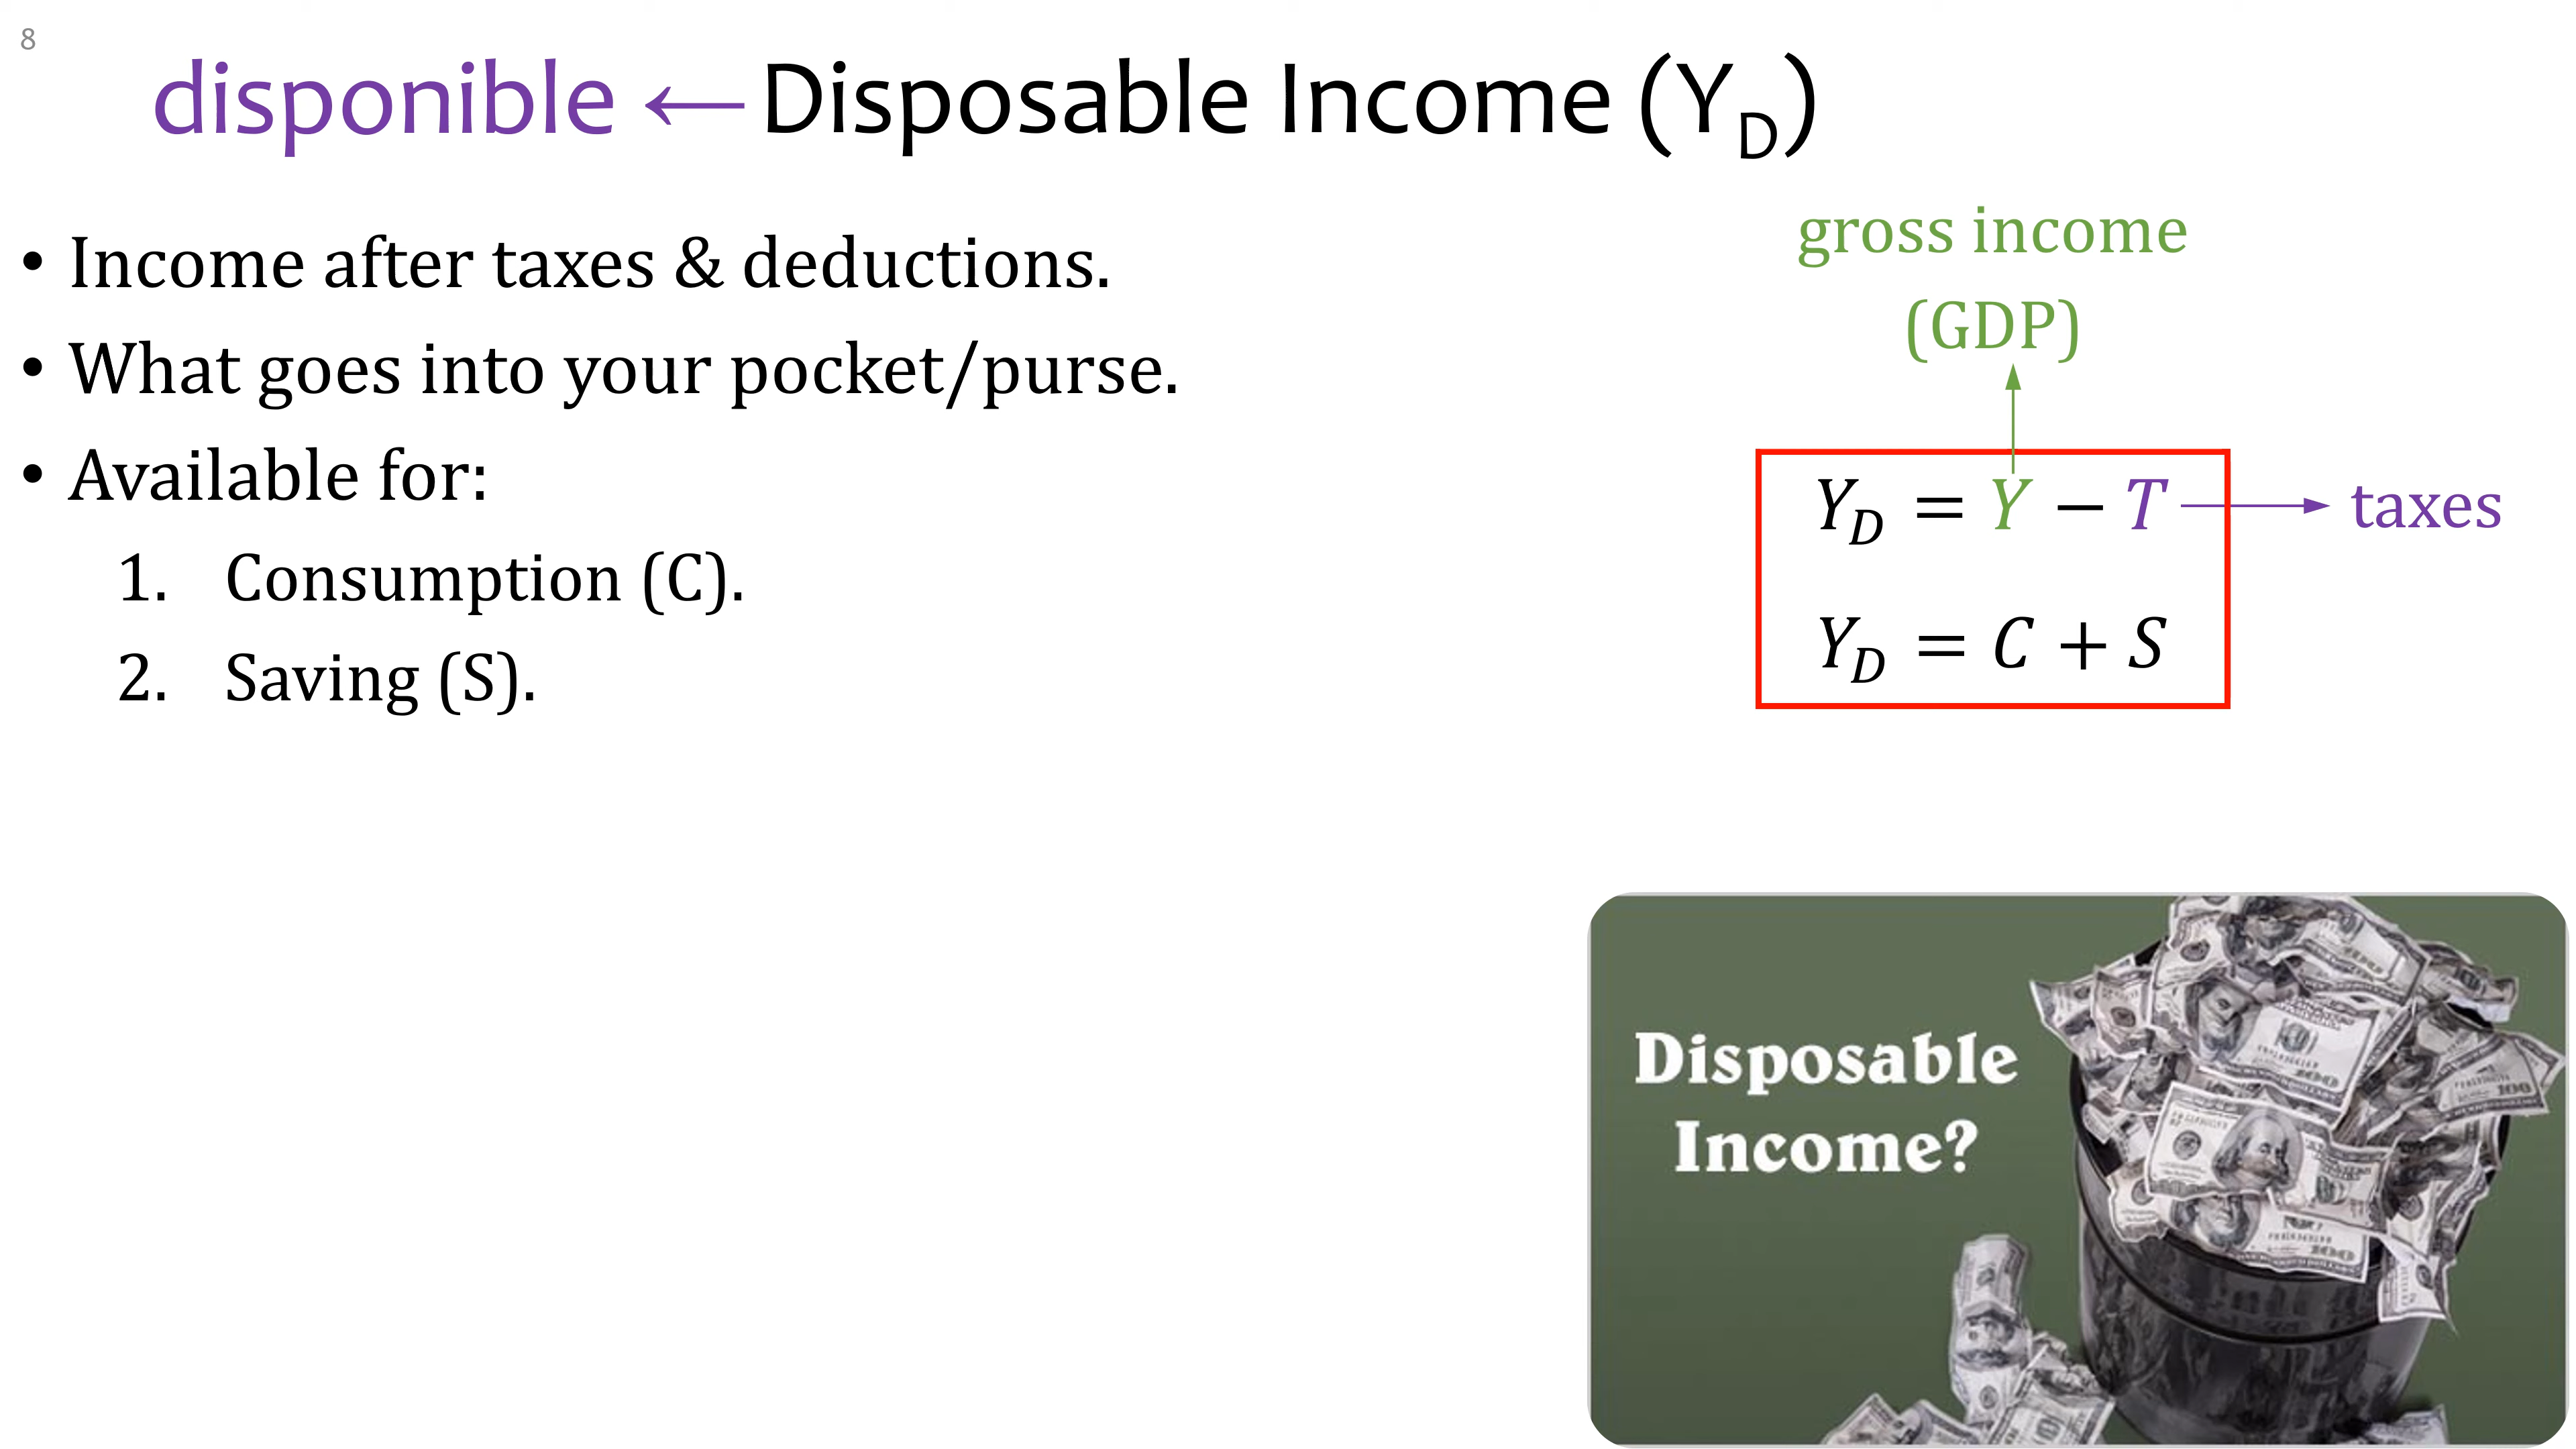 8
disponible ← Disposable Income (Y_D)
• Income after taxes & deductions.
• What goes into your pocket/purse.
• Available for:
1. Consumption (C).
2. Saving (S).
gross income
(GDP)
Y_D = Y − T → taxes
Y_D = C + S
Disposable
Income?